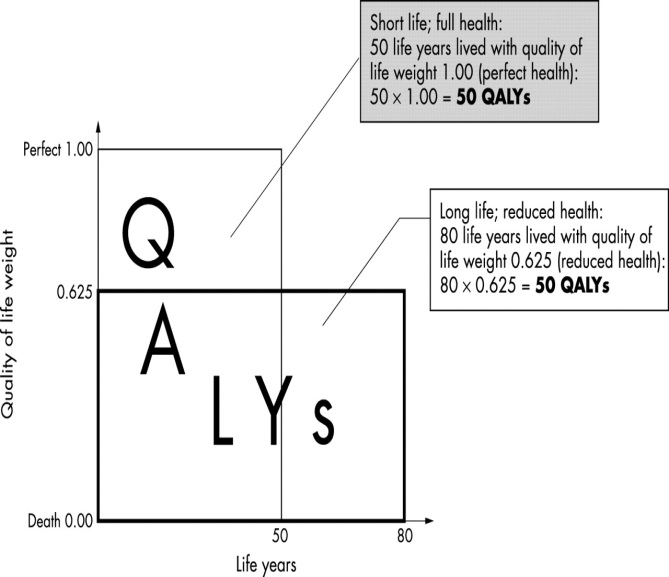 Short life; full health:
50 life years lived with quality of
life weight 1.00 (perfect health):
50 × 1.00 = 50 QALYs
Perfect 1.00
Q
Long life; reduced health:
80 life years lived with quality of
life weight 0.625 (reduced health):
80 × 0.625 = 50 QALYs
0.625
A
L Y s
Quality of life weight
Death 0.00
50
80
Life years